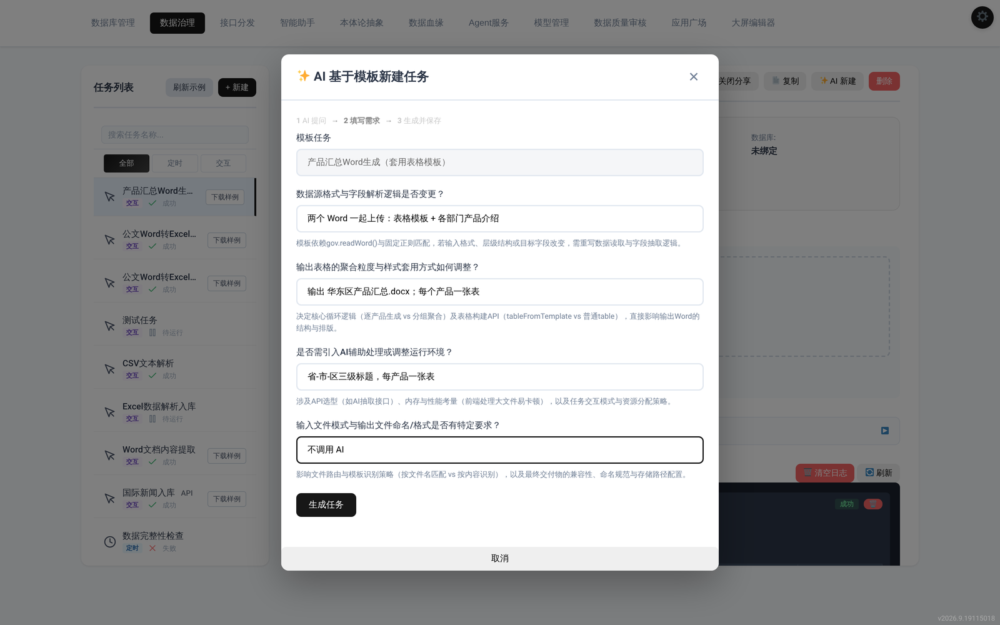 数据库管理
数据治理
接口分发
智能助手
本体论抽象
数据血缘
Agent服务
模型管理
数据质量审核
应用广场
大屏编辑器
任务列表
刷新示例
+ 新建
搜索任务名称...
全部
定时
交互
产品汇总Word生...
交互
成功
下载样例
公文Word转Excel...
交互
成功
下载样例
公文Word转Excel...
交互
成功
下载样例
测试任务
交互
待运行
CSV文本解析
交互
成功
Excel数据解析入库
交互
待运行
Word文档内容提取
交互
成功
下载样例
国际新闻入库 API
交互
成功
下载样例
数据完整性检查
定时
失败
AI 基于模板新建任务
1 AI 提问 → 2 填写需求 → 3 生成并保存
模板任务
产品汇总Word生成（套用表格模板）
数据源格式与字段解析逻辑是否变更？
两个 Word 一起上传：表格模板 + 各部门产品介绍
模板依赖gov.readWord()与固定正则匹配，若输入格式、层级结构或目标字段改变，需重写数据读取与字段抽取逻辑。
输出表格的聚合粒度与样式套用方式如何调整？
输出 华东区产品汇总.docx；每个产品一张表
决定核心循环逻辑（逐产品生成 vs 分组聚合）及表格构建API（tableFromTemplate vs 普通table），直接影响输出Word的
结构与排版。
是否需引入AI辅助处理或调整运行环境？
省-市-区三级标题，每产品一张表
涉及API选型（如AI抽取接口）、内存与性能考量（前端处理大文件易卡顿），以及任务交互模式与资源分配策略。
输入文件模式与输出文件命名/格式是否有特定要求？
不调用 AI
影响文件路由与模板识别策略（按文件名匹配 vs 按内容识别），以及最终交付物的兼容性、命名规范与存储路径配置。
生成任务
取消
关闭分享
复制
AI 新建
删除
数据库:
未绑定
清空日志
刷新
成功
v2026.9.19115018